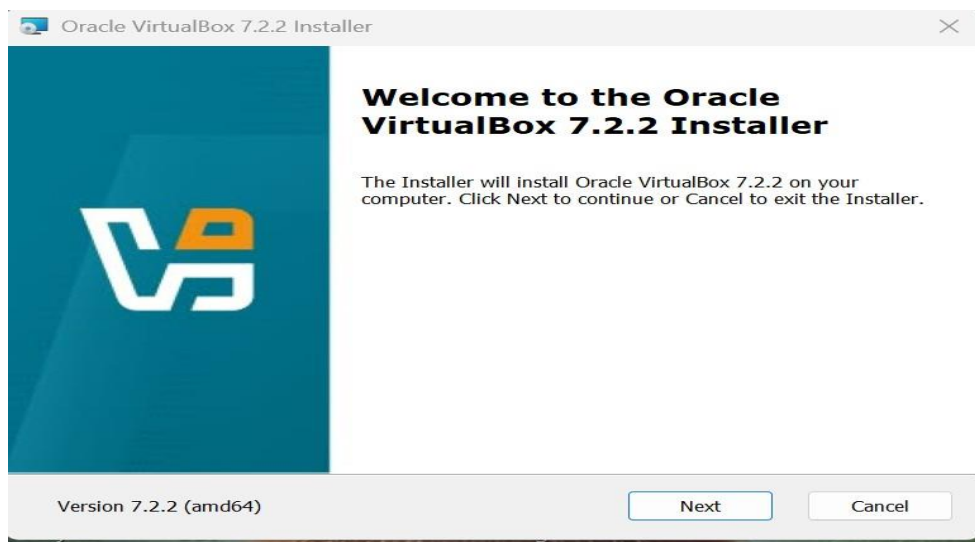 Oracle VirtualBox 7.2.2 Installer
Welcome to the Oracle
VirtualBox 7.2.2 Installer
The Installer will install Oracle VirtualBox 7.2.2 on your
computer. Click Next to continue or Cancel to exit the Installer.
Version 7.2.2 (amd64)
Next
Cancel